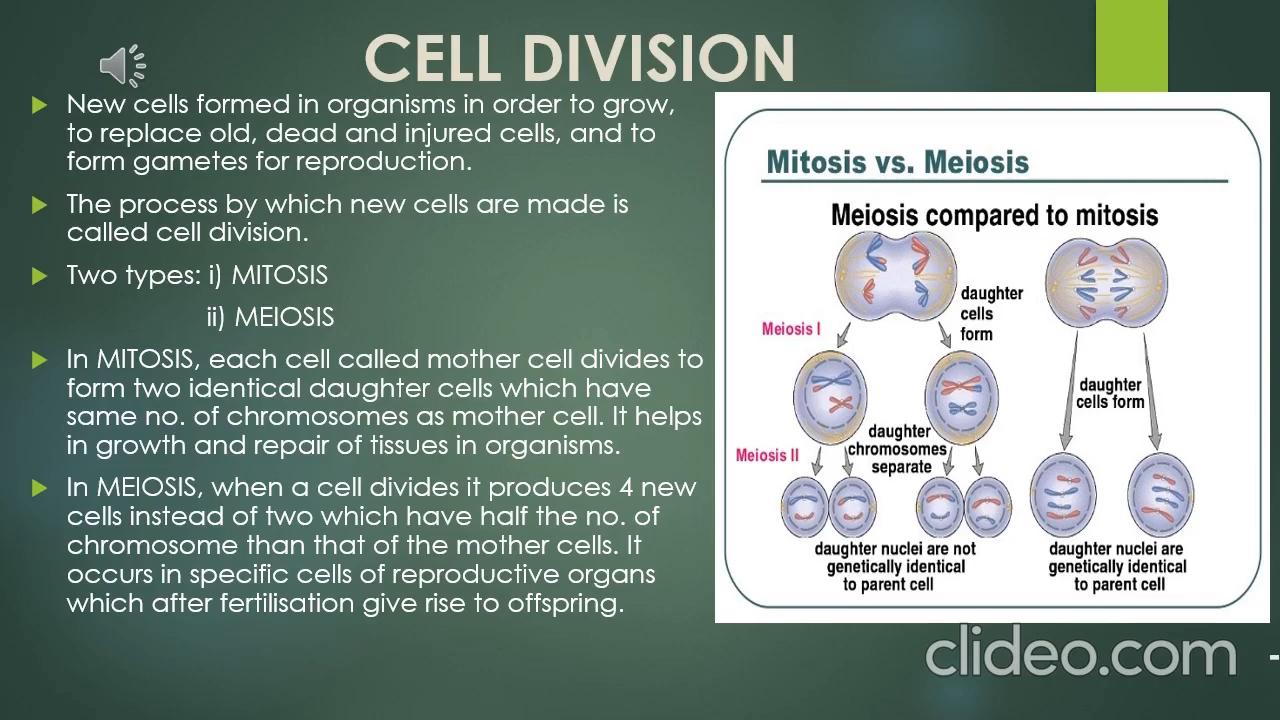 CELL DIVISION
New cells formed in organisms in order to grow,
to replace old, dead and injured cells, and to
form gametes for reproduction.
The process by which new cells are made is
called cell division.
Two types: i) MITOSIS
ii) MEIOSIS
In MITOSIS, each cell called mother cell divides to
form two identical daughter cells which have
same no. of chromosomes as mother cell. It helps
in growth and repair of tissues in organisms.
In MEIOSIS, when a cell divides it produces 4 new
cells instead of two which have half the no. of
chromosome than that of the mother cells. It
occurs in specific cells of reproductive organs
which after fertilisation give rise to offspring.
Mitosis vs. Meiosis
Meiosis compared to mitosis
daughter
cells
form
Meiosis I
daughter
cells form
daughter
chromosomes
separate
Meiosis II
daughter nuclei are not
genetically identical
to parent cell
daughter nuclei are
genetically identical
to parent cell
clideo.com